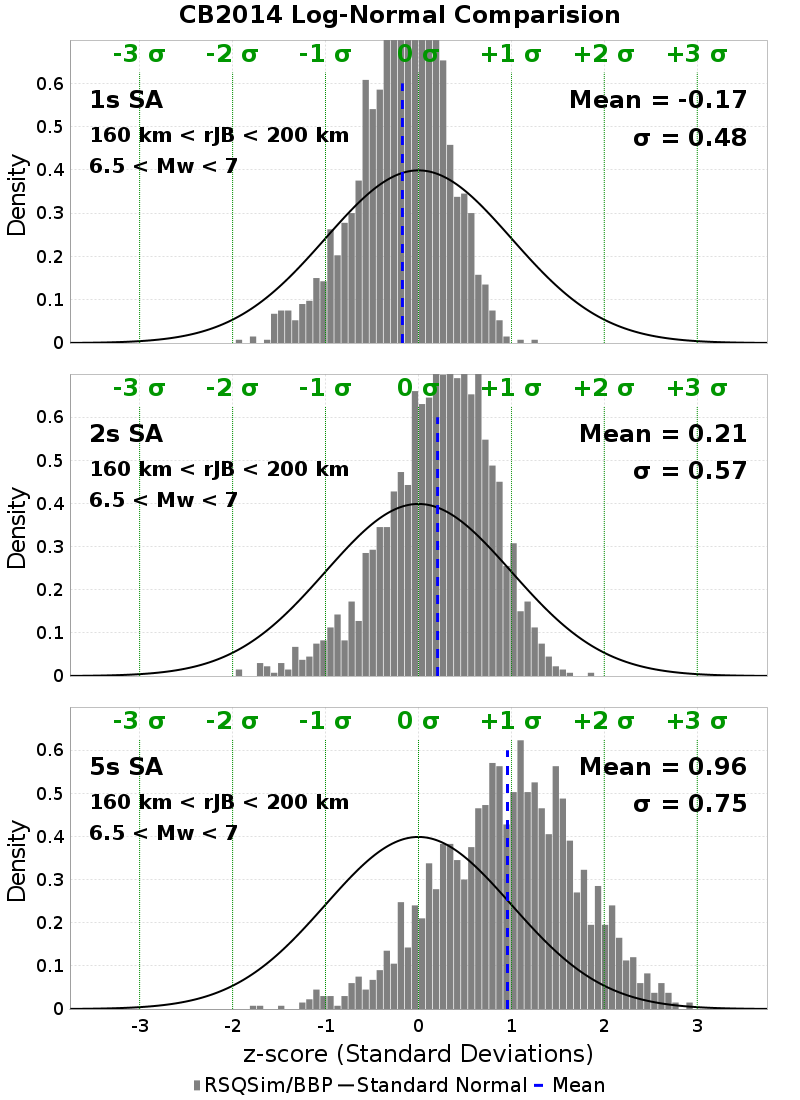 CB2014 Log-Normal Comparision
-3 σ -2 σ -1 σ 0 σ +1 σ +2 σ +3 σ
1s SA
Mean = -0.17
160 km < rJB < 200 km
σ = 0.48
6.5 < Mw < 7
0.6
0.5
0.4
0.3
0.2
0.1
0
Density
-3 σ -2 σ -1 σ 0 σ +1 σ +2 σ +3 σ
2s SA
Mean = 0.21
160 km < rJB < 200 km
σ = 0.57
6.5 < Mw < 7
0.6
0.5
0.4
0.3
0.2
0.1
0
Density
-3 σ -2 σ -1 σ 0 σ +1 σ +2 σ +3 σ
5s SA
Mean = 0.96
160 km < rJB < 200 km
σ = 0.75
6.5 < Mw < 7
0.6
0.5
0.4
0.3
0.2
0.1
0
Density
-3 -2 -1 0 1 2 3
z-score (Standard Deviations)
RSQSim/BBP Standard Normal Mean